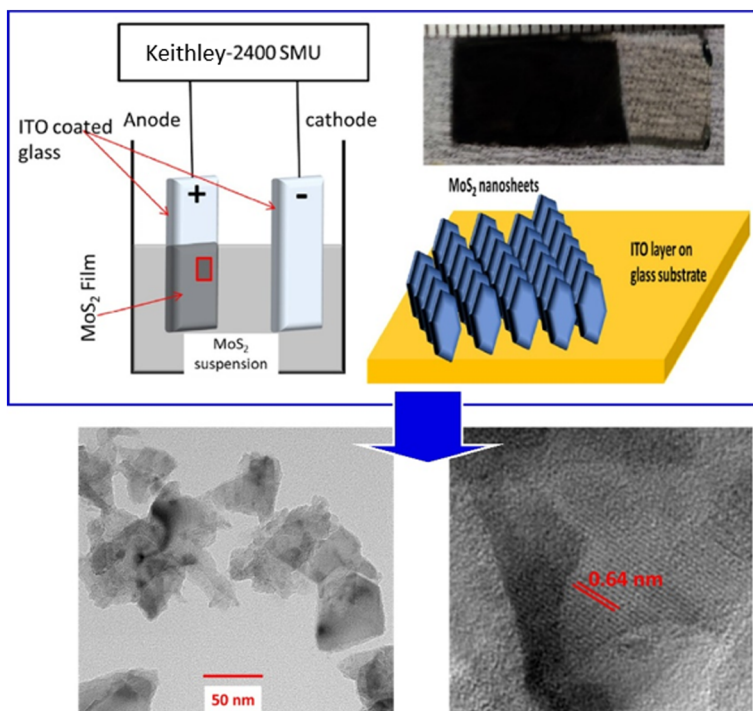 Keithley-2400 SMU
Anode
cathode
ITO coated
glass
+
-
MoS₂ Film
MoS₂
suspension
MoS₂ nanosheets
ITO layer on
glass substrate
50 nm
0.64 nm